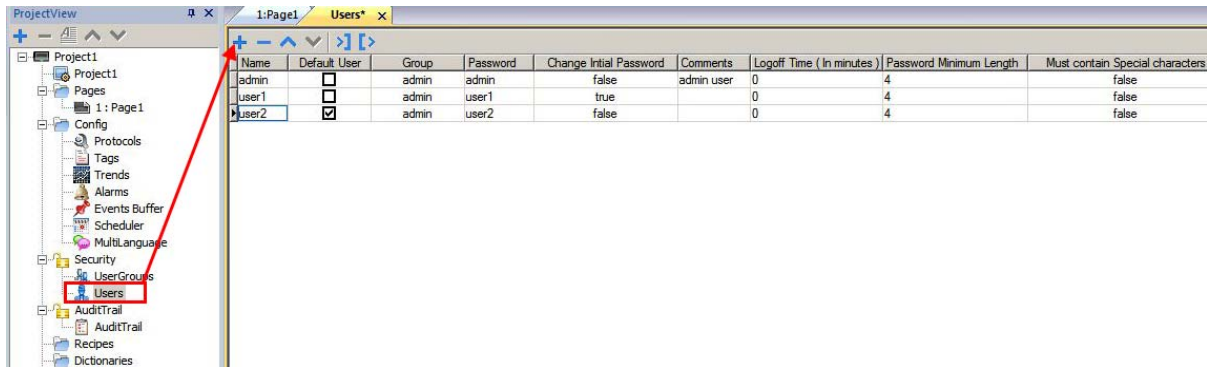 ProjectView
Project1
Project1
Pages
1 : Page1
Config
Protocols
Tags
Trends
Alarms
Events Buffer
Scheduler
MultiLanguage
Security
UserGroups
Users
AuditTrail
AuditTrail
Recipes
Dictionaries
1:Page1 Users*
Name Default User Group Password Change Intial Password Comments Logoff Time ( In minutes ) Password Minimum Length Must contain Special characters
admin admin admin false admin user 0 4 false
user1 admin user1 true 0 4 false
user2 admin user2 false 0 4 false